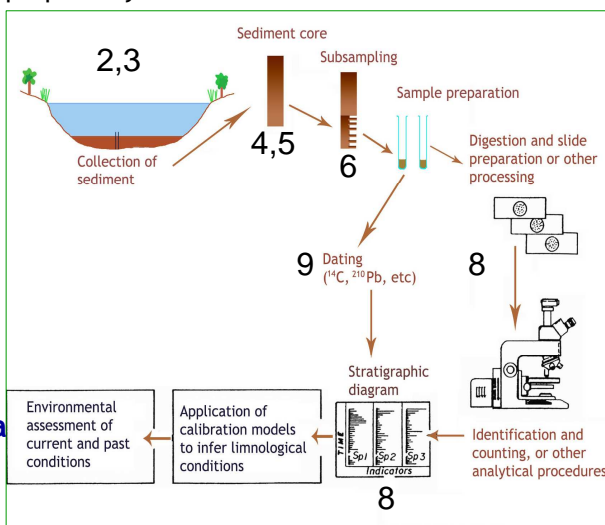 Sediment core
2,3
Subsampling
Sample preparation
4,5
6
Collection of
sediment
Digestion and slide
preparation or other
processing
9 Dating
(¹⁴C, ²¹⁰Pb, etc)
8
Stratigraphic
diagram
Environmental
assessment of
current and past
conditions
Application of
calibration models
to infer limnological
conditions
TIME
Sp1 Sp2 Sp3
Indicators
Identification and
counting, or other
analytical procedures
8